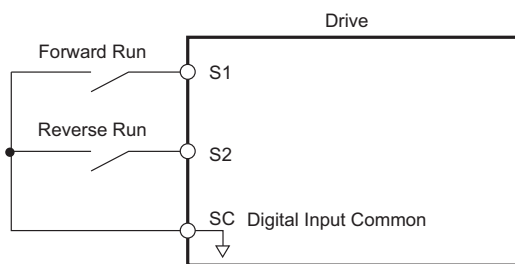 Drive
Forward Run
S1
Reverse Run
S2
SC Digital Input Common